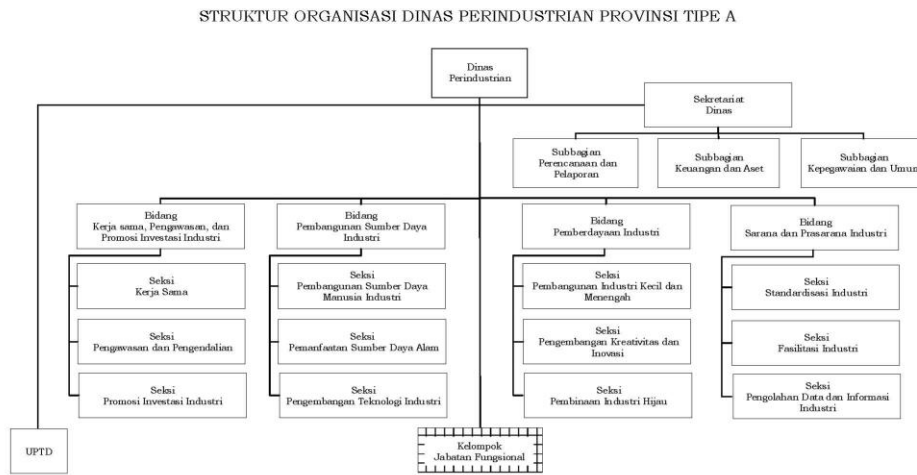 STRUKTUR ORGANISASI DINAS PERINDUSTRIAN PROVINSI TIPE A
Dinas
Perindustrian
Sekretariat
Dinas
Subbagian
Perencanaan dan
Pelaporan
Subbagian
Keuangan dan Aset
Subbagian
Kepegawaian dan Umum
Bidang
Kerja sama, Pengawasan, dan
Promosi Investasi Industri
Bidang
Pembangunan Sumber Daya
Industri
Bidang
Pemberdayaan Industri
Bidang
Sarana dan Prasarana Industri
Seksi
Kerja Sama
Seksi
Pembangunan Sumber Daya
Manusia Industri
Seksi
Pembangunan Industri Kecil dan
Menengah
Seksi
Standardisasi Industri
Seksi
Pengawasan dan Pengendalian
Seksi
Pemanfaatan Sumber Daya Alam
Seksi
Pengembangan Kreativitas dan
Inovasi
Seksi
Fasilitasi Industri
Seksi
Promosi Investasi Industri
Seksi
Pengembangan Teknologi Industri
Seksi
Pembinaan Industri Hijau
Seksi
Pengolahan Data dan Informasi
Industri
UPTD
Kelompok
Jabatan Fungsional